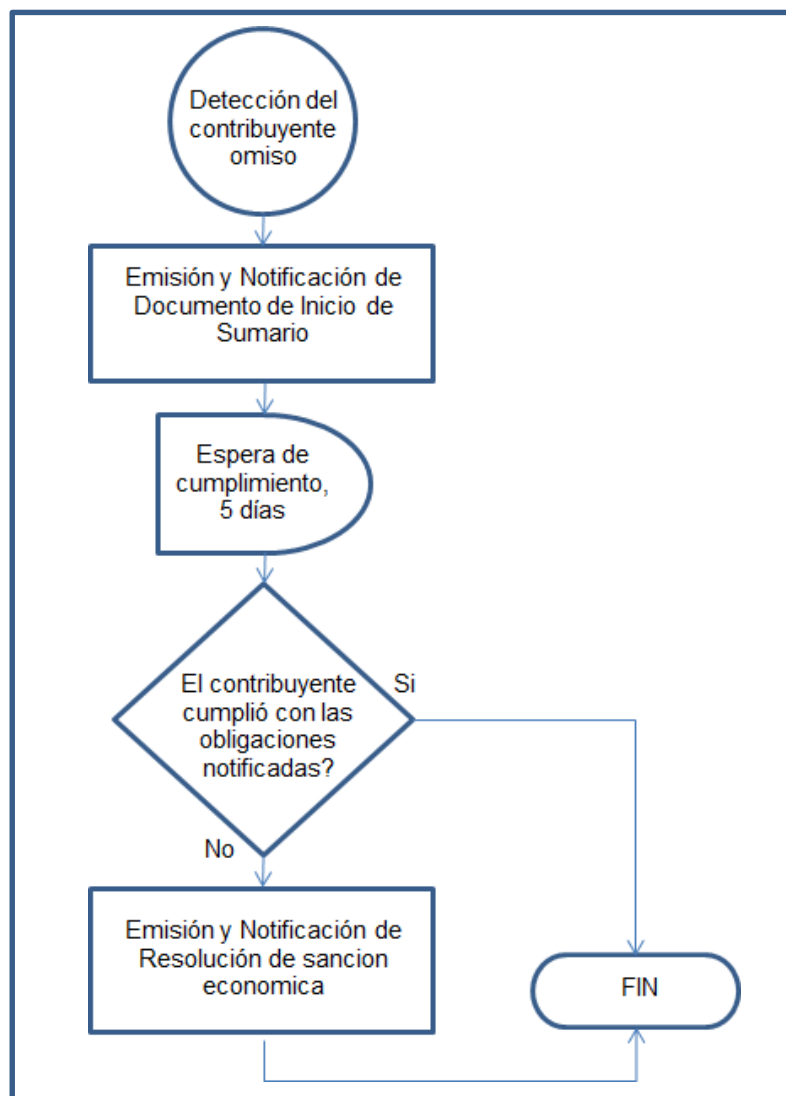 Detección del
contribuyente
omiso
Emisión y Notificación de
Documento de Inicio de
Sumario
Espera de
cumplimiento,
5 días
El contribuyente
cumplió con las
obligaciones
notificadas?
Si
No
Emisión y Notificación de
Resolución de sancion
economica
FIN